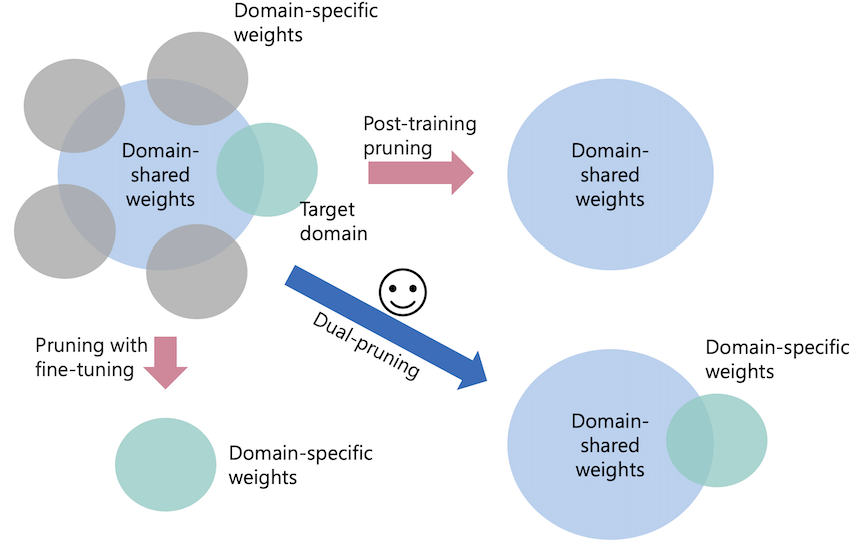 Domain-specific
weights
Domain-
shared
weights
Target
domain
Post-training
pruning
Domain-
shared
weights
Dual-pruning
Pruning with
fine-tuning
Domain-specific
weights
Domain-specific
weights
Domain-
shared
weights